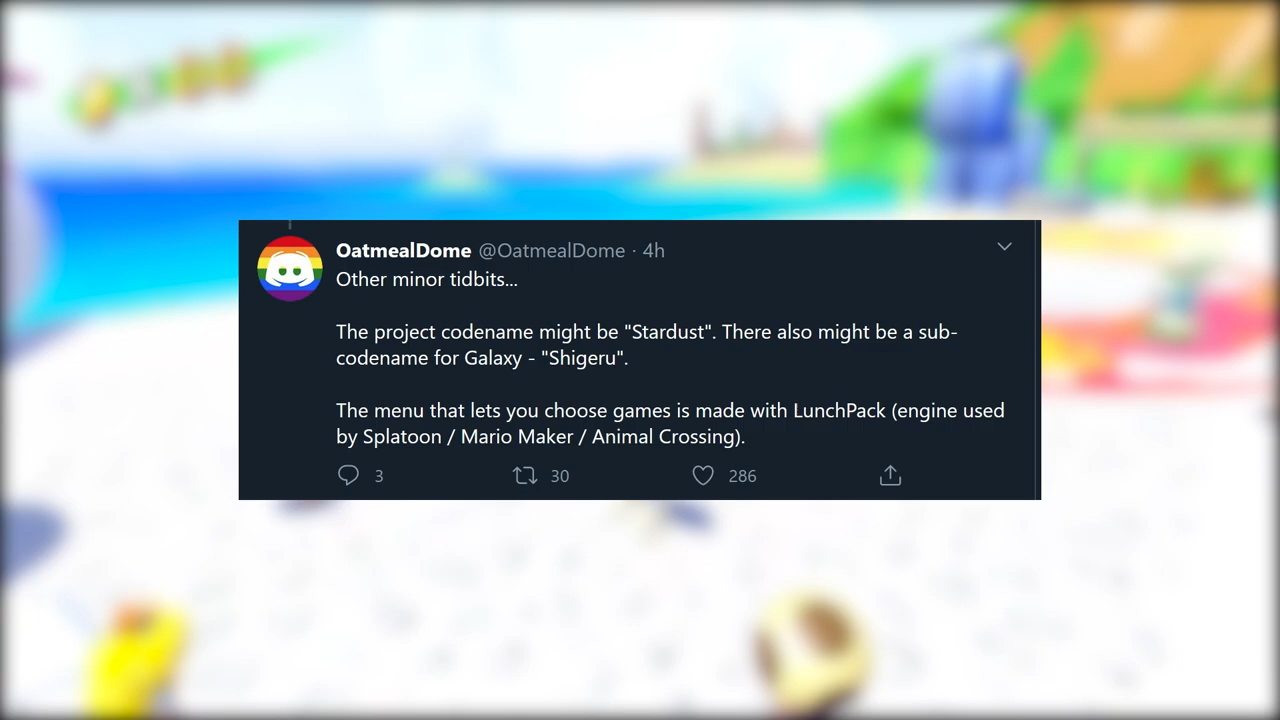 OatmealDome @OatmealDome · 4h
Other minor tidbits...
The project codename might be "Stardust". There also might be a sub-
codename for Galaxy - "Shigeru".
The menu that lets you choose games is made with LunchPack (engine used
by Splatoon / Mario Maker / Animal Crossing).
3 30 286